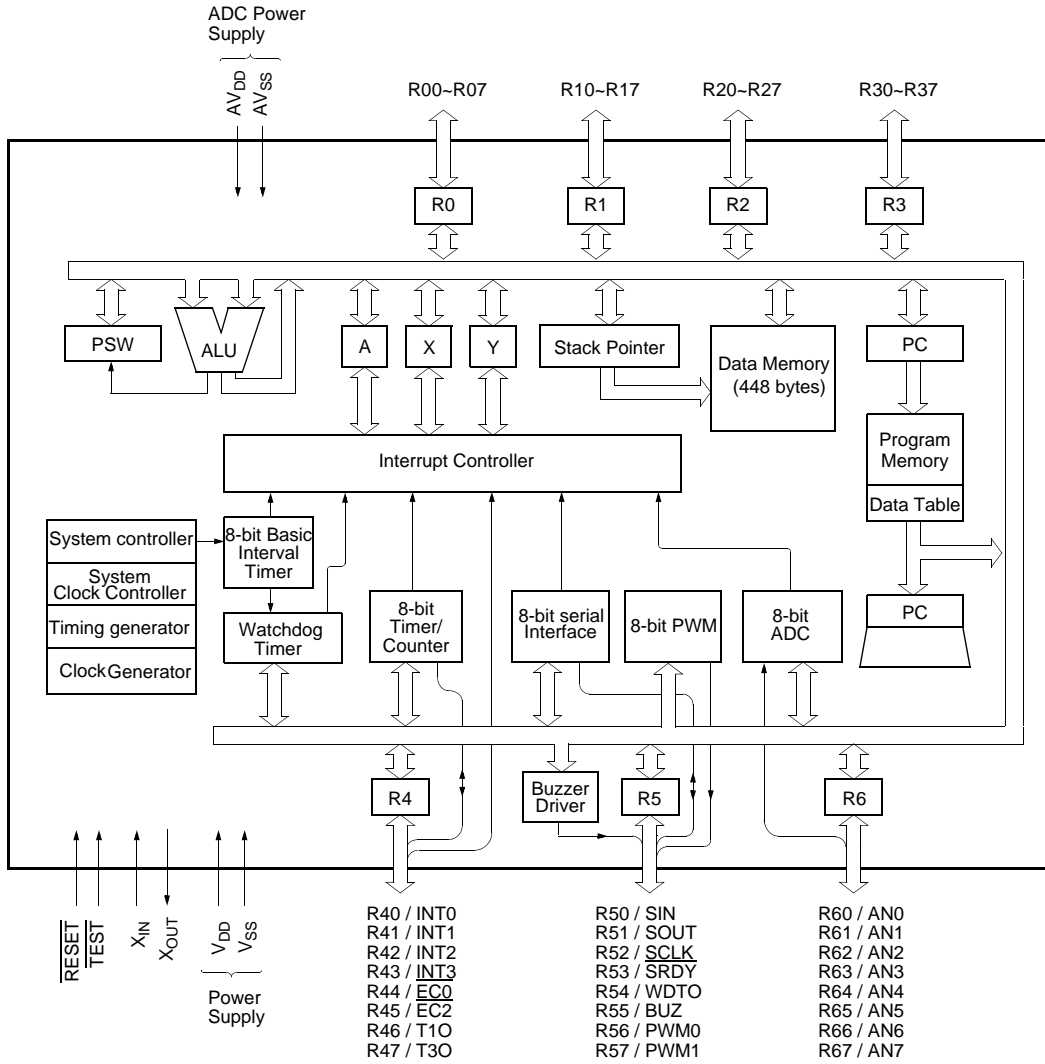 ADC Power
Supply
AVDD
AVSS
R00~R07
R10~R17
R20~R27
R30~R37
R0
R1
R2
R3
PSW
ALU
A
X
Y
Stack Pointer
Data Memory
(448 bytes)
PC
Program
Memory
Data Table
Interrupt Controller
System controller
System
Clock Controller
Timing generator
Clock Generator
8-bit Basic
Interval
Timer
Watchdog
Timer
8-bit
Timer/
Counter
8-bit serial
Interface
8-bit PWM
8-bit
ADC
PC
R4
Buzzer
Driver
R5
R6
RESET
TEST
XIN
XOUT
VDD
VSS
Power
Supply
R40 / INT0
R41 / INT1
R42 / INT2
R43 / INT3
R44 / EC0
R45 / EC2
R46 / T1O
R47 / T3O
R50 / SIN
R51 / SOUT
R52 / SCLK
R53 / SRDY
R54 / WDTO
R55 / BUZ
R56 / PWM0
R57 / PWM1
R60 / AN0
R61 / AN1
R62 / AN2
R63 / AN3
R64 / AN4
R65 / AN5
R66 / AN6
R67 / AN7